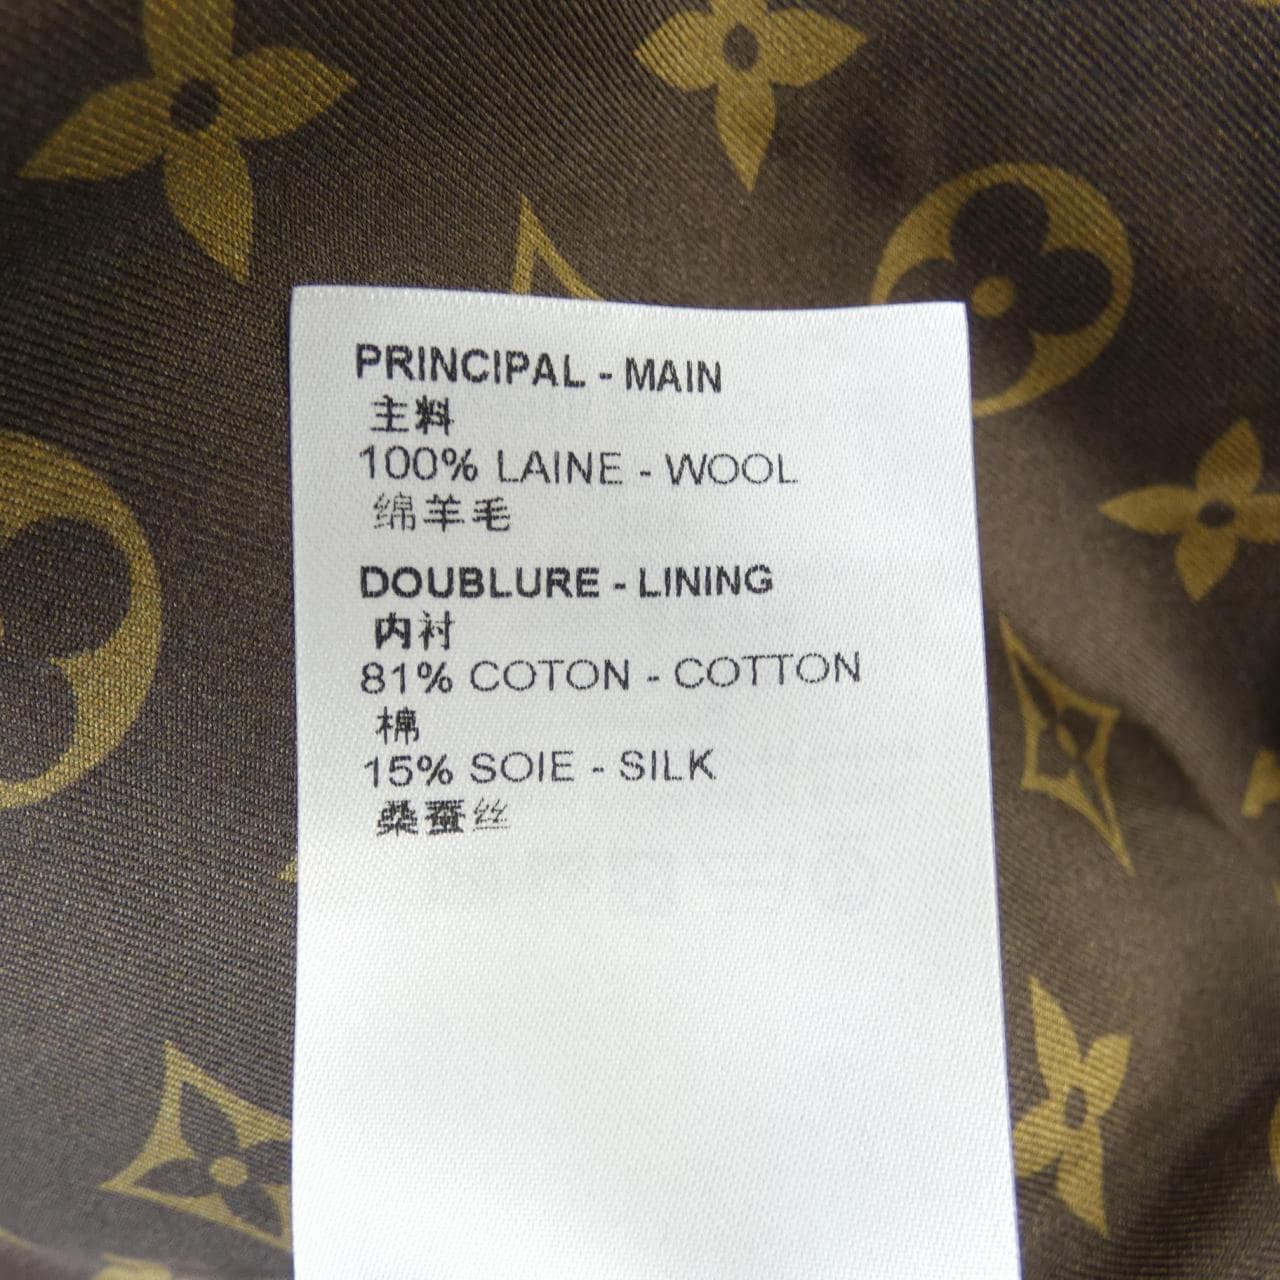 PRINCIPAL - MAIN
主料
100% LAINE - WOOL
绵羊毛
DOUBLURE - LINING
内衬
81% COTON - COTTON
棉
15% SOIE - SILK
桑蚕丝